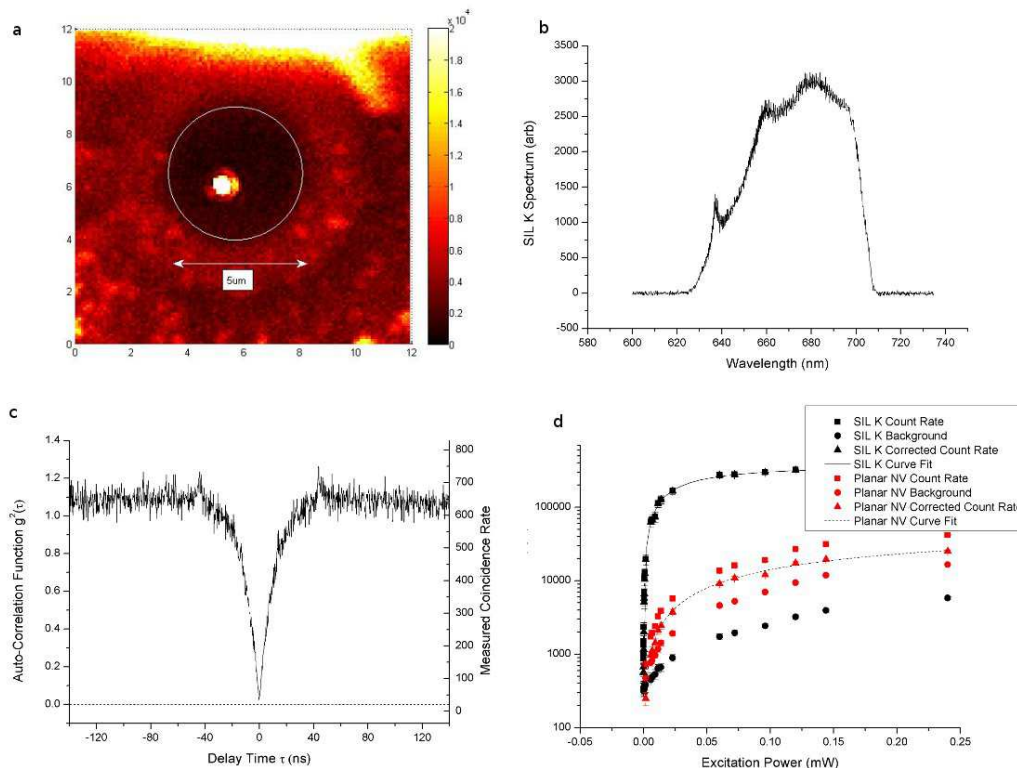 a
× 10⁴
12
10
8
6
4
2
0
0 2 4 6 8 10 12
5um
2
1.8
1.6
1.4
1.2
1
0.8
0.6
0.4
0.2
0
b
SIL K Spectrum (arb)
3500
3000
2500
2000
1500
1000
500
0
-500
580 600 620 640 660 680 700 720 740
Wavelength (nm)
c
Auto-Correlation Function g²(τ)
1.4
1.2
1.0
0.8
0.6
0.4
0.2
0.0
-120 -80 -40 0 40 80 120
Delay Time τ (ns)
800
700
600
500
400
300
200
100
0
Measured Coincidence Rate
d
SIL K Count Rate
SIL K Background
SIL K Corrected Count Rate
SIL K Curve Fit
Planar NV Count Rate
Planar NV Background
Planar NV Corrected Count Rate
Planar NV Curve Fit
100000
10000
1000
100
-0.05 0.00 0.05 0.10 0.15 0.20 0.25
Excitation Power (mW)